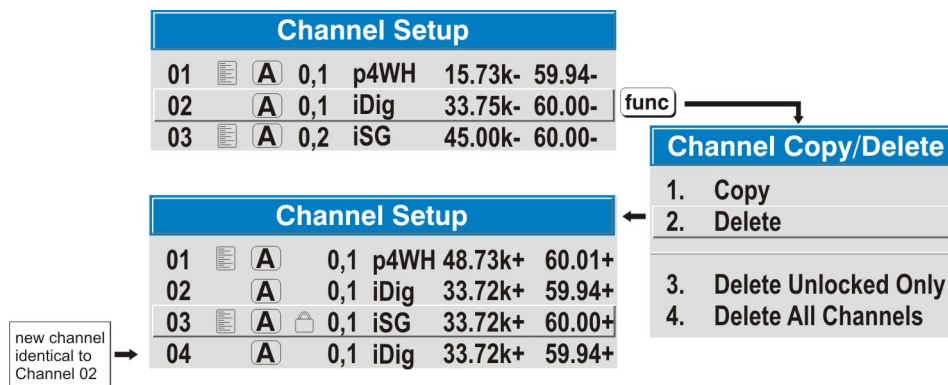 Channel Setup
01 A 0,1 p4WH 15.73k- 59.94-
02 A 0,1 iDig 33.75k- 60.00-
03 A 0,2 iSG 45.00k- 60.00-
func
Channel Copy/Delete
1. Copy
2. Delete
3. Delete Unlocked Only
4. Delete All Channels
Channel Setup
01 A 0,1 p4WH 48.73k+ 60.01+
02 A 0,1 iDig 33.72k+ 59.94+
03 A 0,1 iSG 33.72k+ 60.00+
04 A 0,1 iDig 33.72k+ 59.94+
new channel
identical to
Channel 02